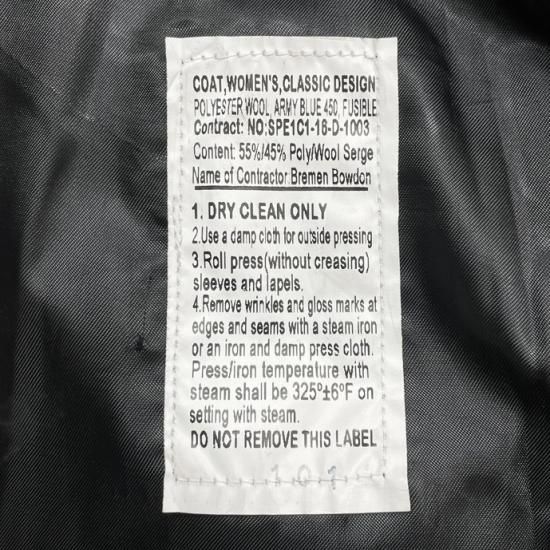 COAT,WOMEN'S,CLASSIC DESIGN
POLYESTER WOOL, ARMY BLUE 450, FUSIBLE
Contract: NO:SPE1C1-16-D-1003
Content: 55%/45% Poly/Wool Serge
Name of Contractor:Bremen Bowdon
1. DRY CLEAN ONLY
2.Use a damp cloth for outside pressing
3.Roll press(without creasing)
sleeves and lapels.
4.Remove wrinkles and gloss marks at
edges and seams with a steam iron
or an iron and damp press cloth.
Press/iron temperature with
steam shall be 325º±6ºF on
setting with steam.
DO NOT REMOVE THIS LABEL